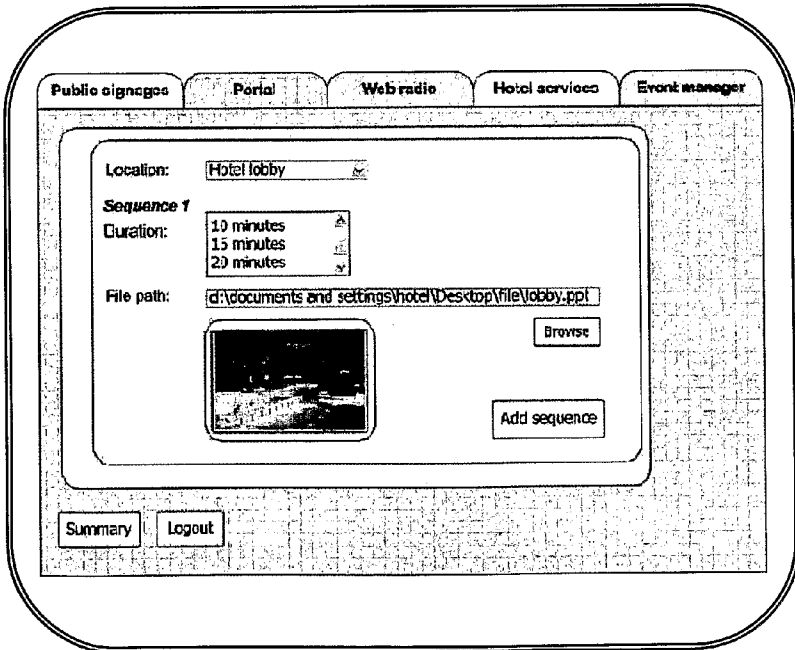 Public signages Portal Web radio Hotel services Event manager
Location: Hotel lobby
Sequence 1
Duration: 10 minutes
15 minutes
20 minutes
File path: d:\documents and settings\hotel\Desktop\file\lobby.ppt
Browse
Add sequence
Summary Logout